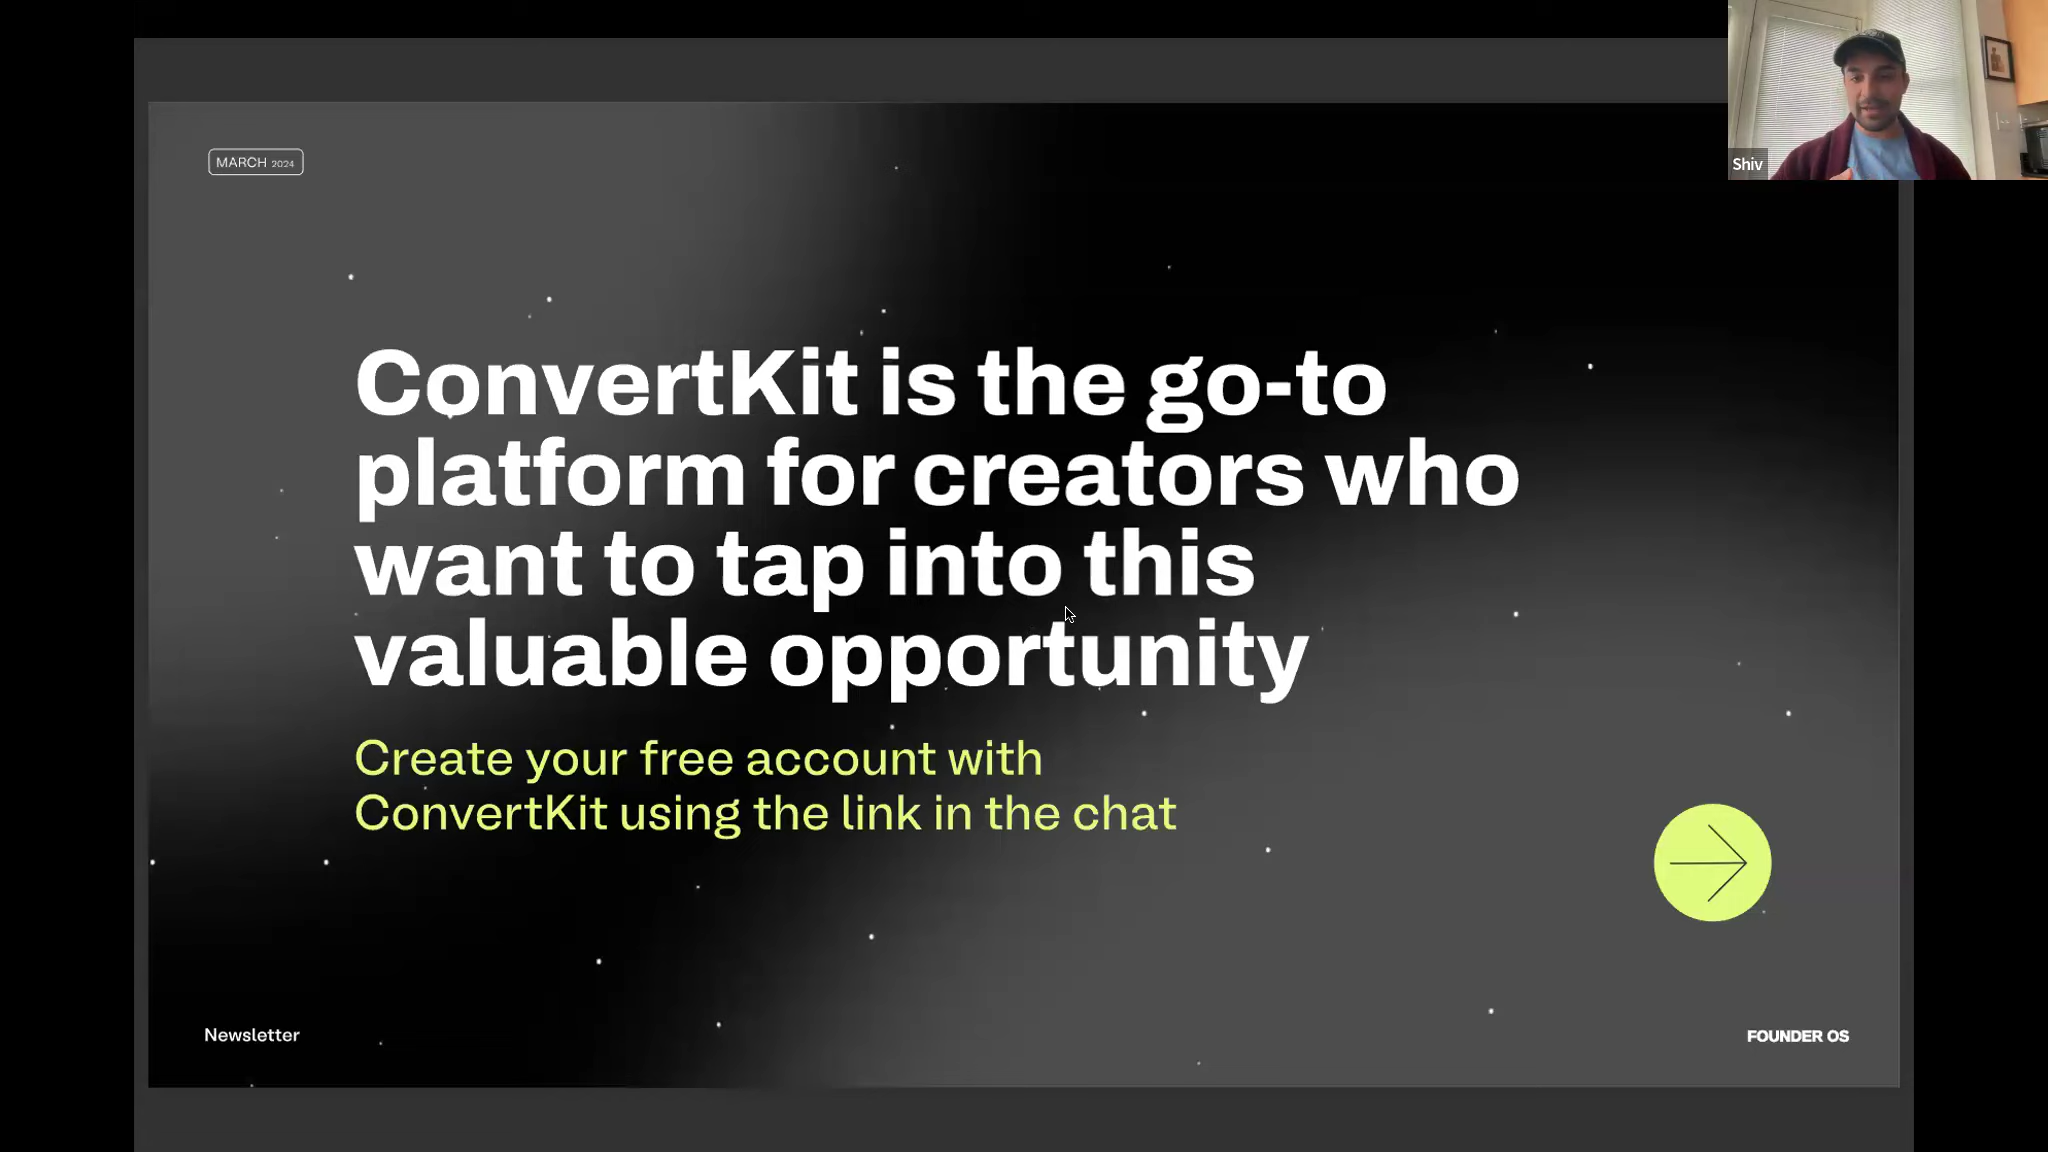 MARCH 2024
Shiv
ConvertKit is the go-to
platform for creators who
want to tap into this
valuable opportunity
Create your free account with
ConvertKit using the link in the chat
Newsletter
FOUNDER OS